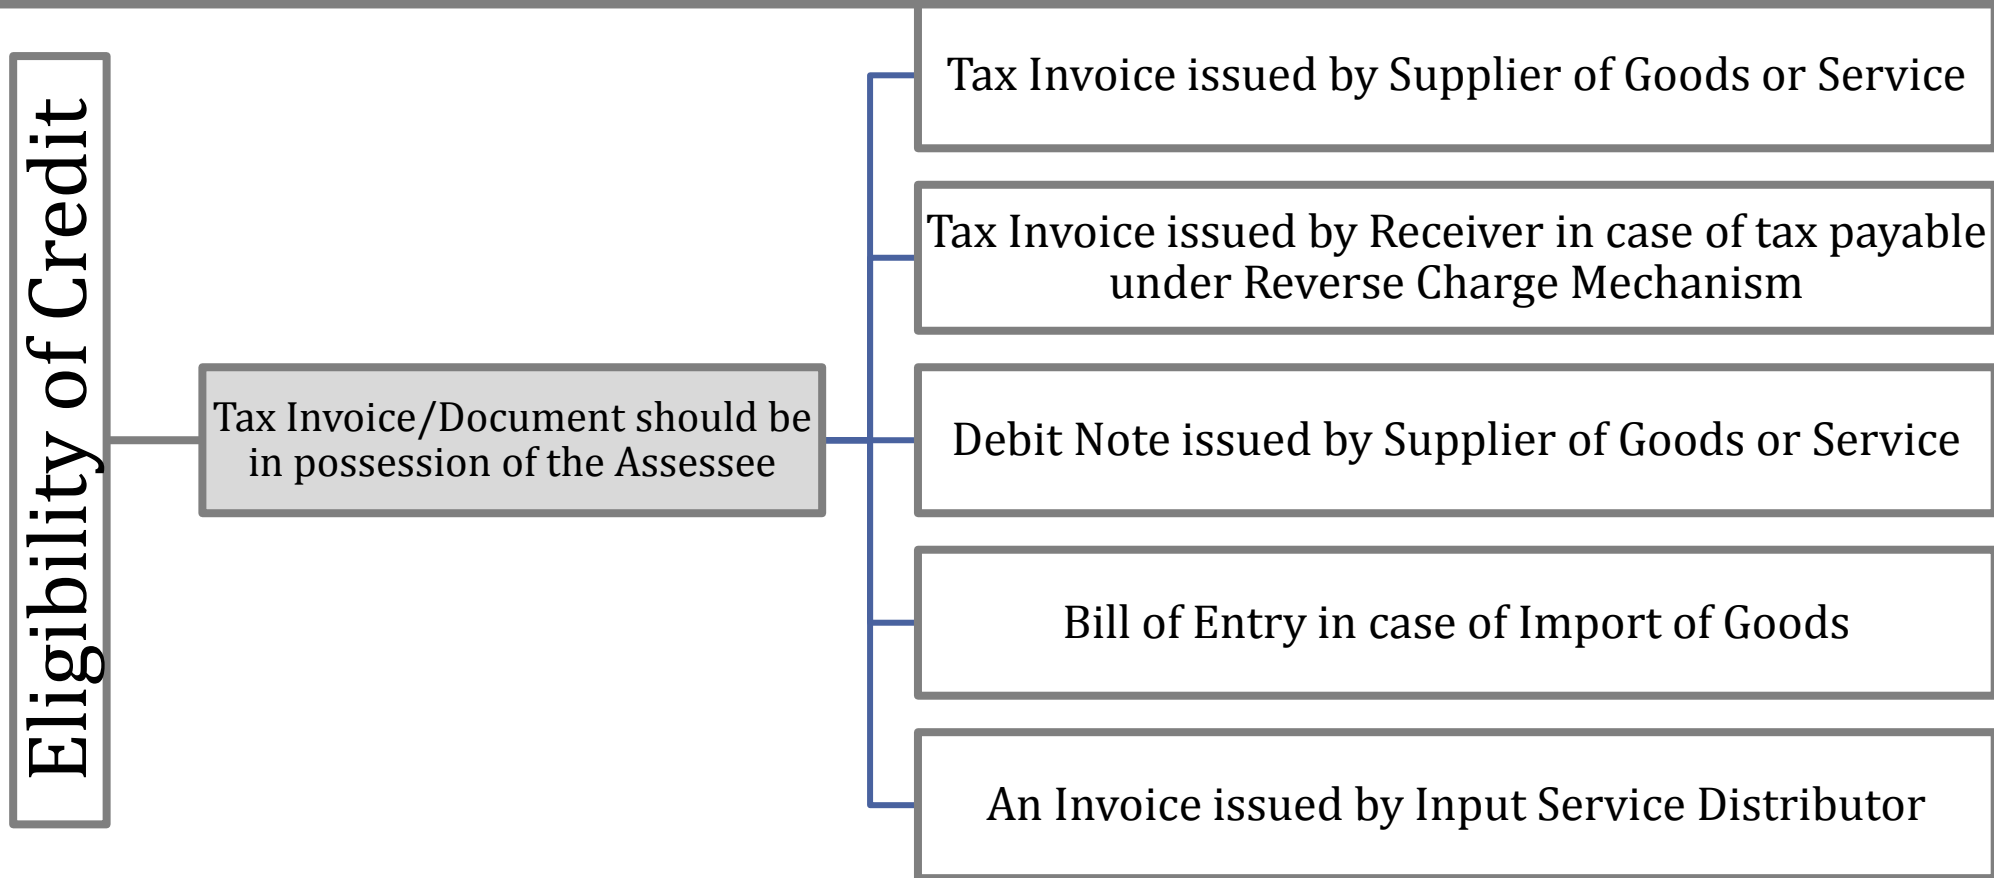 Eligibility of Credit
Tax Invoice/Document should be
in possession of the Assessee
Tax Invoice issued by Supplier of Goods or Service
Tax Invoice issued by Receiver in case of tax payable
under Reverse Charge Mechanism
Debit Note issued by Supplier of Goods or Service
Bill of Entry in case of Import of Goods
An Invoice issued by Input Service Distributor